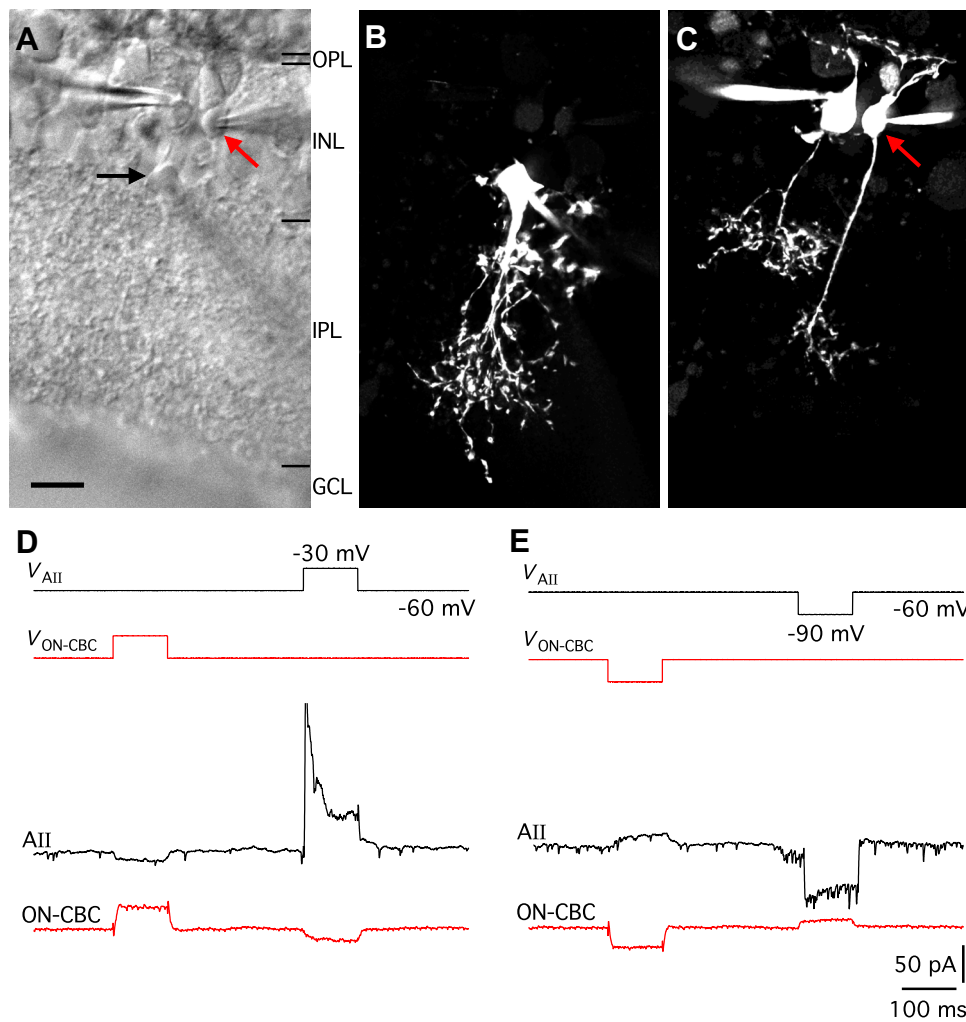 A
B
C
OPL
INL
IPL
GCL
D
E
-30 mV
VAII
-60 mV
VON-CBC
AII
ON-CBC
VAII
-60 mV
-90 mV
VON-CBC
AII
ON-CBC
50 pA
100 ms